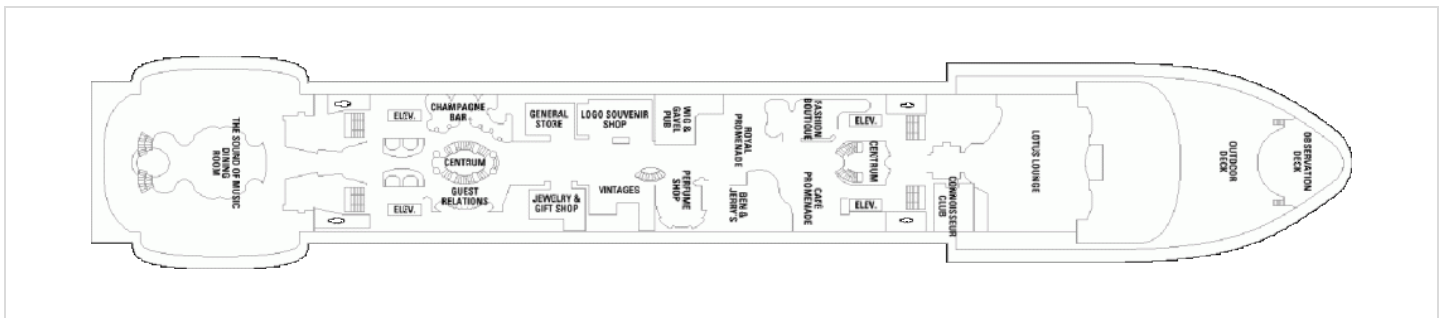 THE SOUND OF MUSIC
DINING
ROOM
ELEV.
ELEV.
CHAMPAGNE
BAR
CENTRUM
GUEST
RELATIONS
GENERAL
STORE
LOGO SOUVENIR
SHOP
JEWELRY &
GIFT SHOP
VINTAGES
WIG &
GAVEL
PUB
PERFUME
SHOP
ROYAL
PROMENADE
BEN &
JERRY'S
FASHION
BOUTIQUE
CAFÉ
PROMENADE
ELEV.
CENTRUM
ELEV.
CONNOISSEUR
CLUB
LOTUS LOUNGE
OUTDOOR
DECK
OBSERVATION
DECK